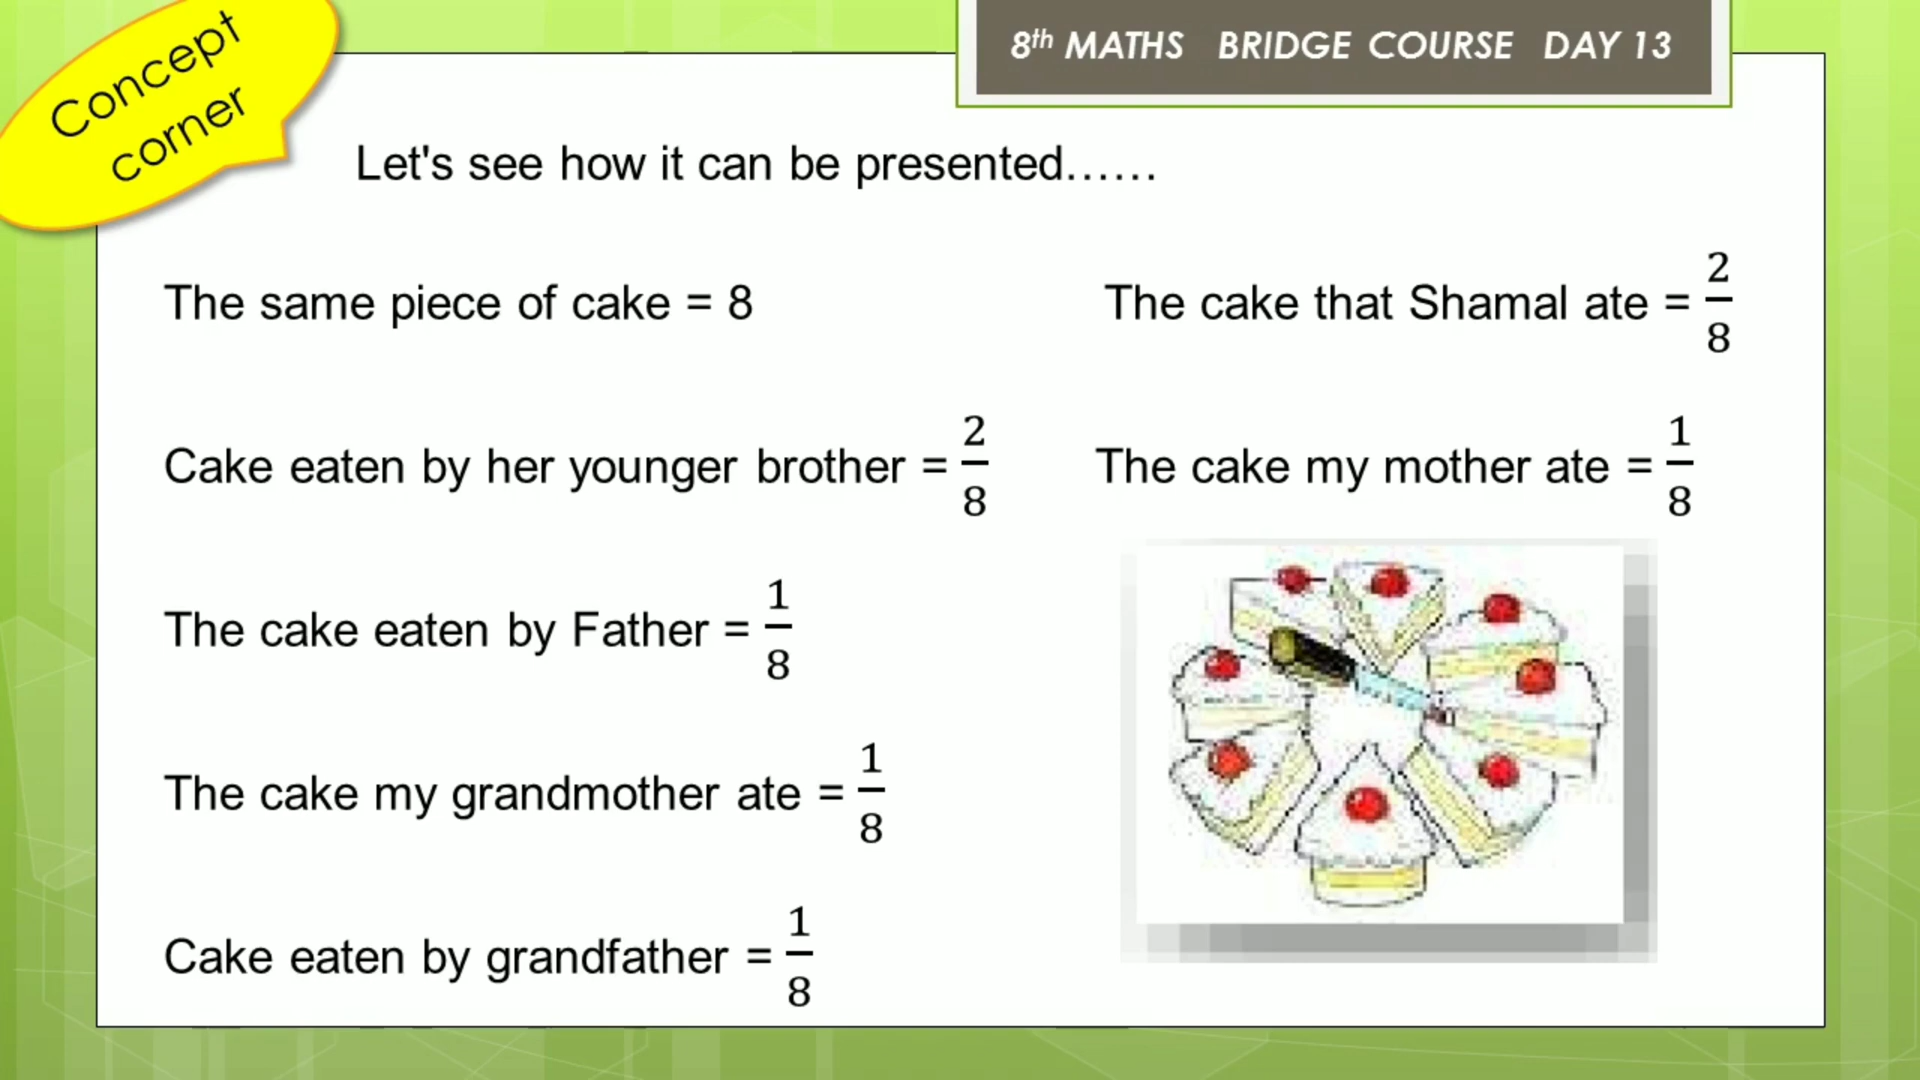 Concept
corner
8th MATHS BRIDGE COURSE DAY 13
Let's see how it can be presented......
The same piece of cake = 8
The cake that Shamal ate = 2/8
Cake eaten by her younger brother = 2/8
The cake my mother ate = 1/8
The cake eaten by Father = 1/8
The cake my grandmother ate = 1/8
Cake eaten by grandfather = 1/8